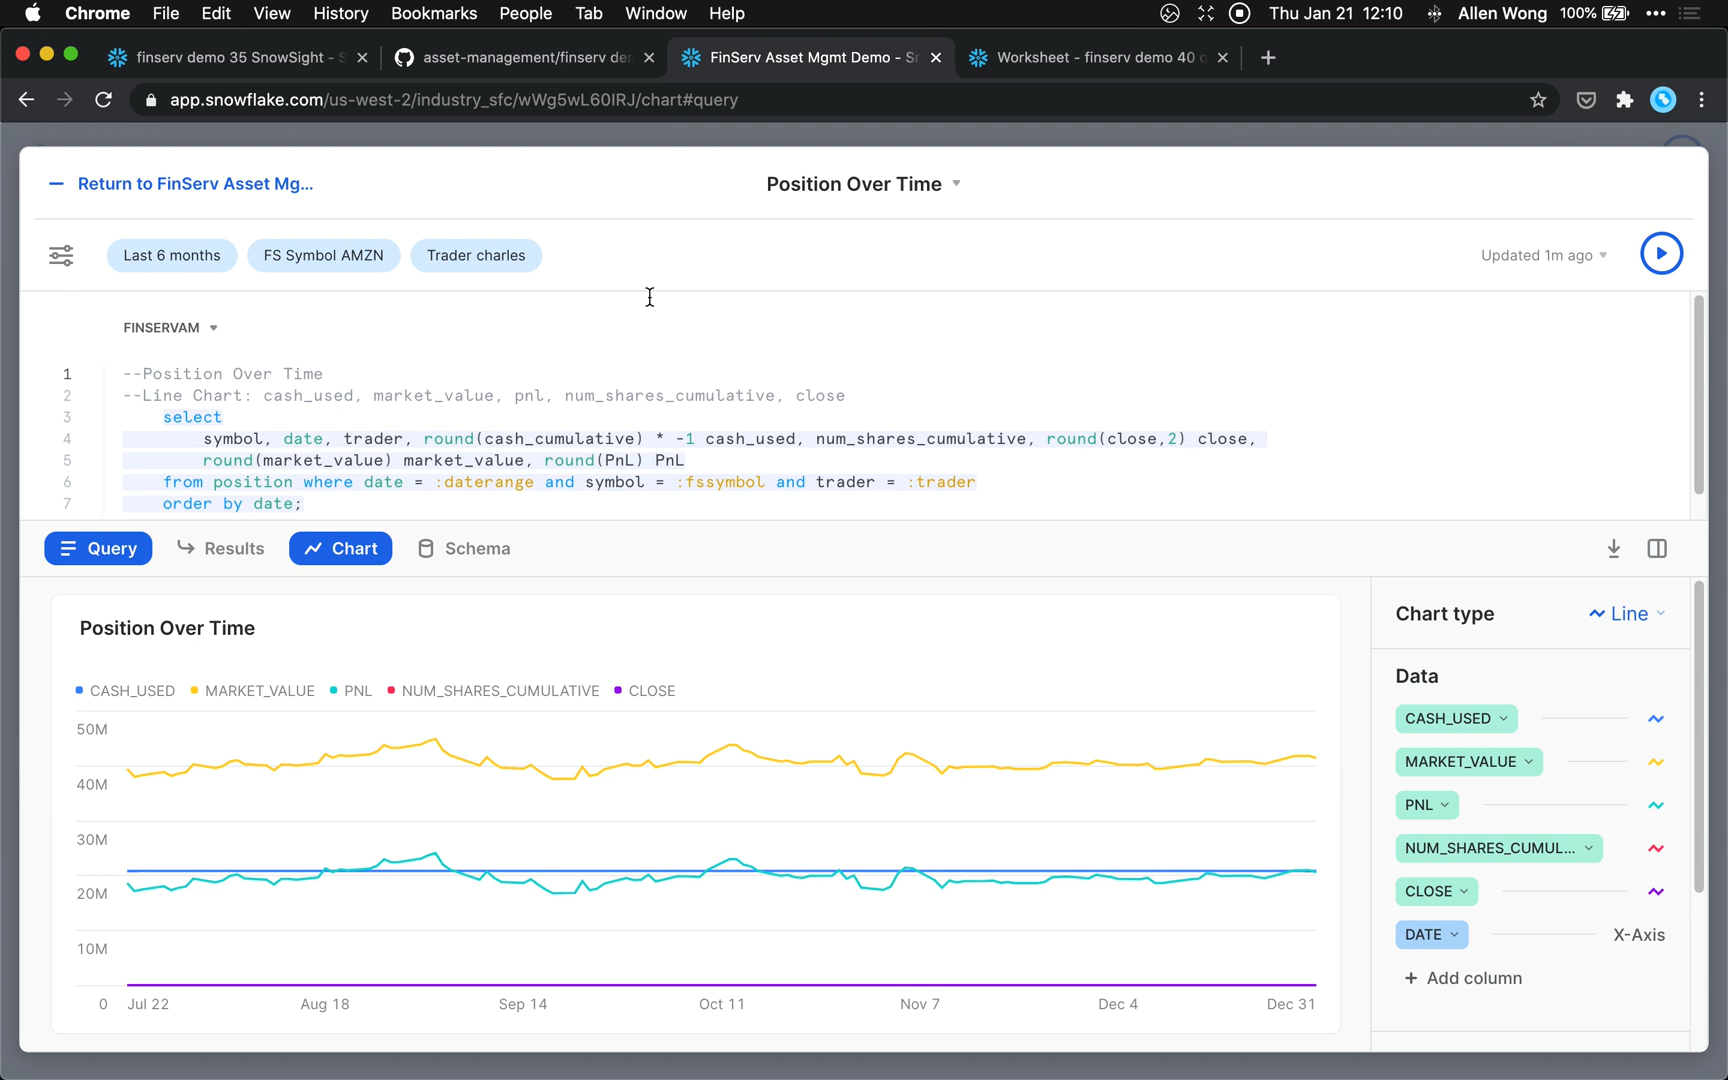 Chrome File Edit View History Bookmarks People Tab Window Help Thu Jan 21 12:10 Allen Wong 100%
finserv demo 35 SnowSight - S asset-management/finserv de FinServ Asset Mgmt Demo - Sn Worksheet - finserv demo 40 q
app.snowflake.com/us-west-2/industry_sfc/wWg5wL60IRJ/chart#query
Return to FinServ Asset Mg... Position Over Time
Last 6 months FS Symbol AMZN Trader charles Updated 1m ago
FINSERVAM
1 --Position Over Time
2 --Line Chart: cash_used, market_value, pnl, num_shares_cumulative, close
3 select
4 symbol, date, trader, round(cash_cumulative) * -1 cash_used, num_shares_cumulative, round(close,2) close,
5 round(market_value) market_value, round(PnL) PnL
6 from position where date = :daterange and symbol = :fssymbol and trader = :trader
7 order by date;
Query Results Chart Schema
Position Over Time
CASH_USED MARKET_VALUE PNL NUM_SHARES_CUMULATIVE CLOSE
50M
40M
30M
20M
10M
0 Jul 22 Aug 18 Sep 14 Oct 11 Nov 7 Dec 4 Dec 31
Chart type Line
Data
CASH_USED
MARKET_VALUE
PNL
NUM_SHARES_CUMUL...
CLOSE
DATE X-Axis
+ Add column